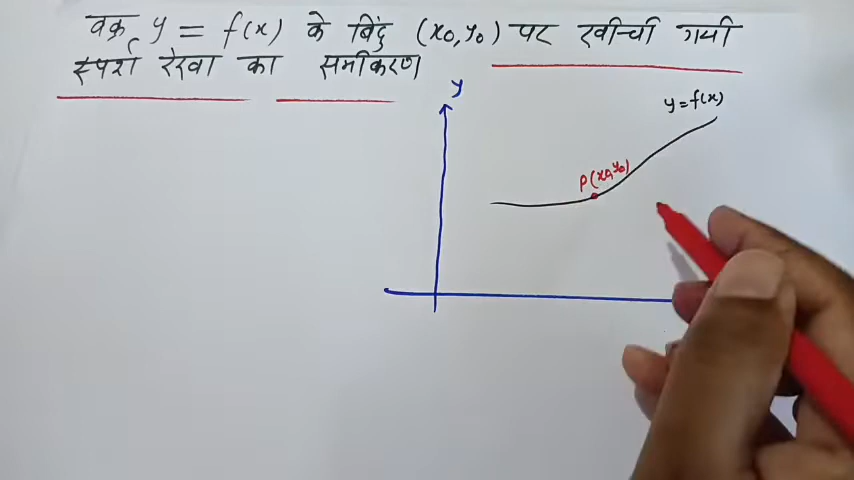 वक्र y = f(x) के बिंदु (x₀,y₀) पर खींची गयी
स्पर्श रेखा का समीकरण
y
y=f(x)
P(x₀,y₀)